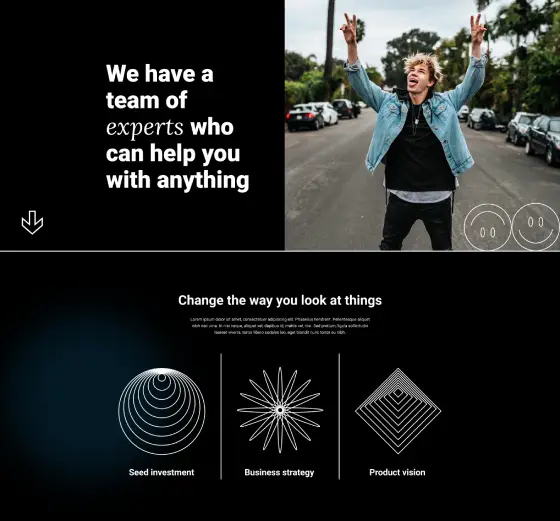 We have a
team of
experts who
can help you
with anything
Change the way you look at things
Lorem ipsum dolor sit amet, consectetur adipiscing elit. Phasellus hendrerit. Pellentesque aliquet
nibh nec urna. In nisi neque, aliquet vel, dapibus id, mattis vel, nisi. Sed pretium, ligula sollicitudin
laoreet viverra, tortor libero sodales leo, eget blandit nunc tortor eu nibh.
Seed investment
Business strategy
Product vision